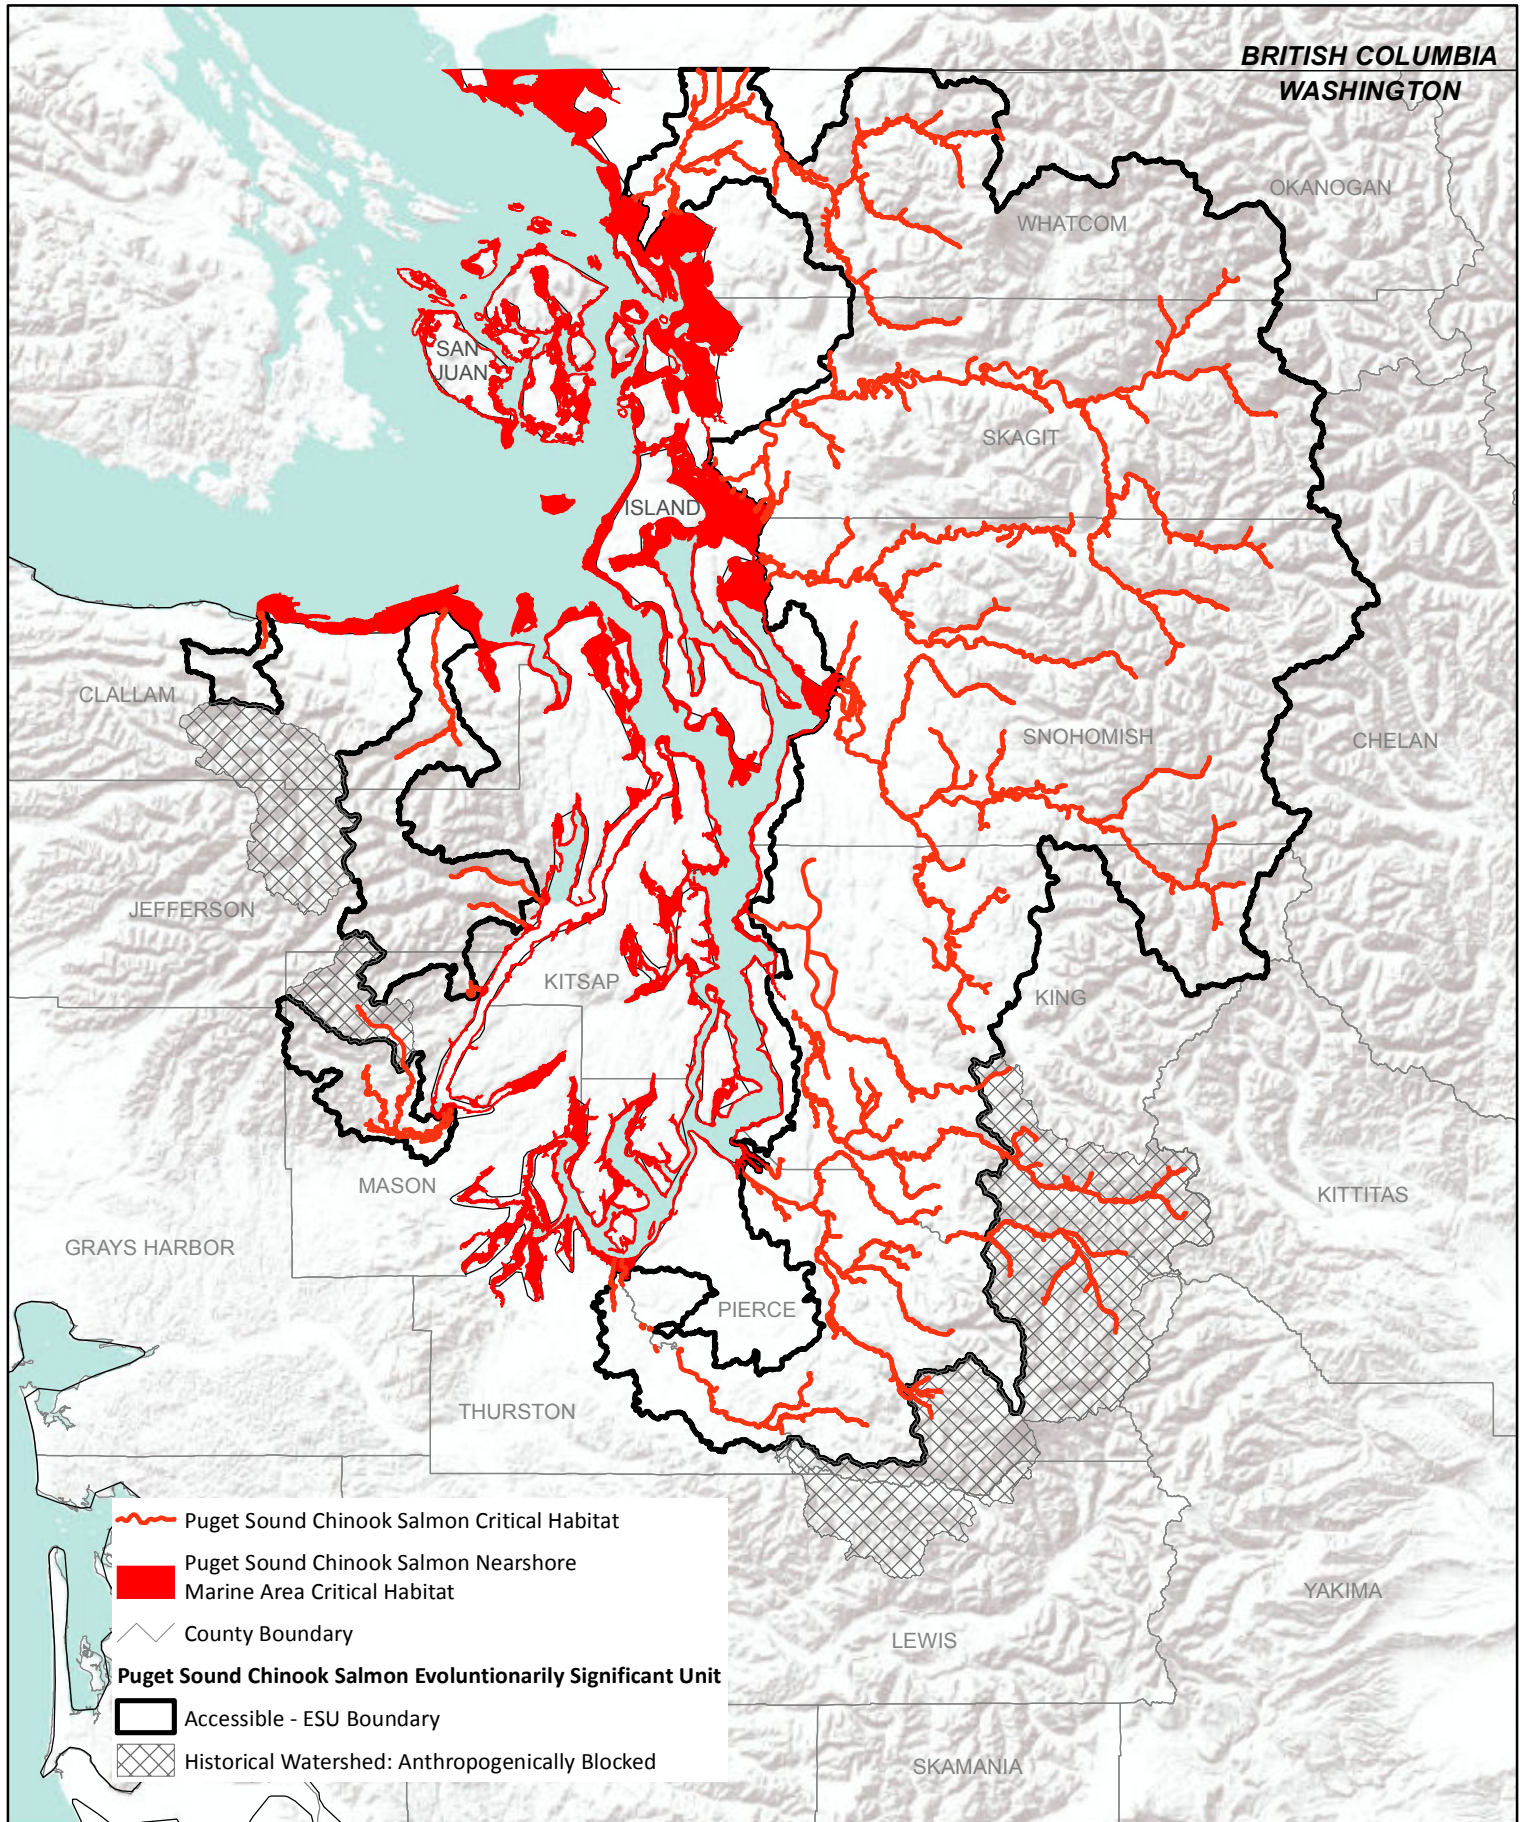 BRITISH COLUMBIA
WASHINGTON
OKANOGAN
WHATCOM
SAN
JUAN
SKAGIT
ISLAND
CLALLAM
SNOHOMISH
CHELAN
JEFFERSON
KITSAP
KING
MASON
KITTITAS
GRAYS HARBOR
PIERCE
THURSTON
Puget Sound Chinook Salmon Critical Habitat
Puget Sound Chinook Salmon Nearshore
Marine Area Critical Habitat
County Boundary
Puget Sound Chinook Salmon Evoluntionarily Significant Unit
Accessible - ESU Boundary
Historical Watershed: Anthropogenically Blocked
YAKIMA
LEWIS
SKAMANIA